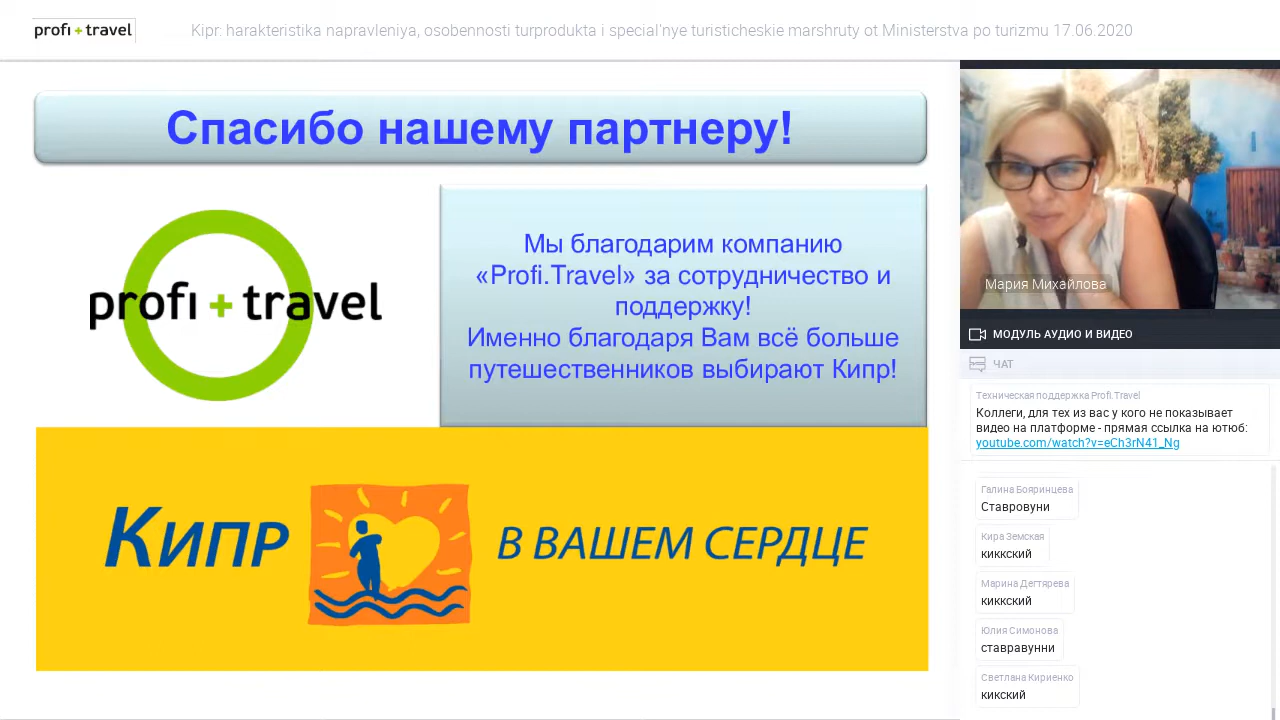 profi + travel
Kipr: harakteristika napravleniya, osobennosti turprodukta i special'nye turisticheskie marshruty ot Ministerstva po turizmu 17.06.2020
Спасибо нашему партнеру!
profi + travel
Мы благодарим компанию
«Profi.Travel» за сотрудничество и
поддержку!
Именно благодаря Вам всё больше
путешественников выбирают Кипр!
Кипр
В ВАШЕМ СЕРДЦЕ
Мария Михайлова
МОДУЛЬ АУДИО И ВИДЕО
ЧАТ
Техническая поддержка Profi.Travel
Коллеги, для тех из вас у кого не показывает
видео на платформе - прямая ссылка на ютюб:
youtube.com/watch?v=eCh3rN41_Ng
Галина Бояринцева
Ставровуни
Кира Земская
киккский
Марина Дегтярева
киккский
Юлия Симонова
ставравунни
Светлана Кириенко
кикский